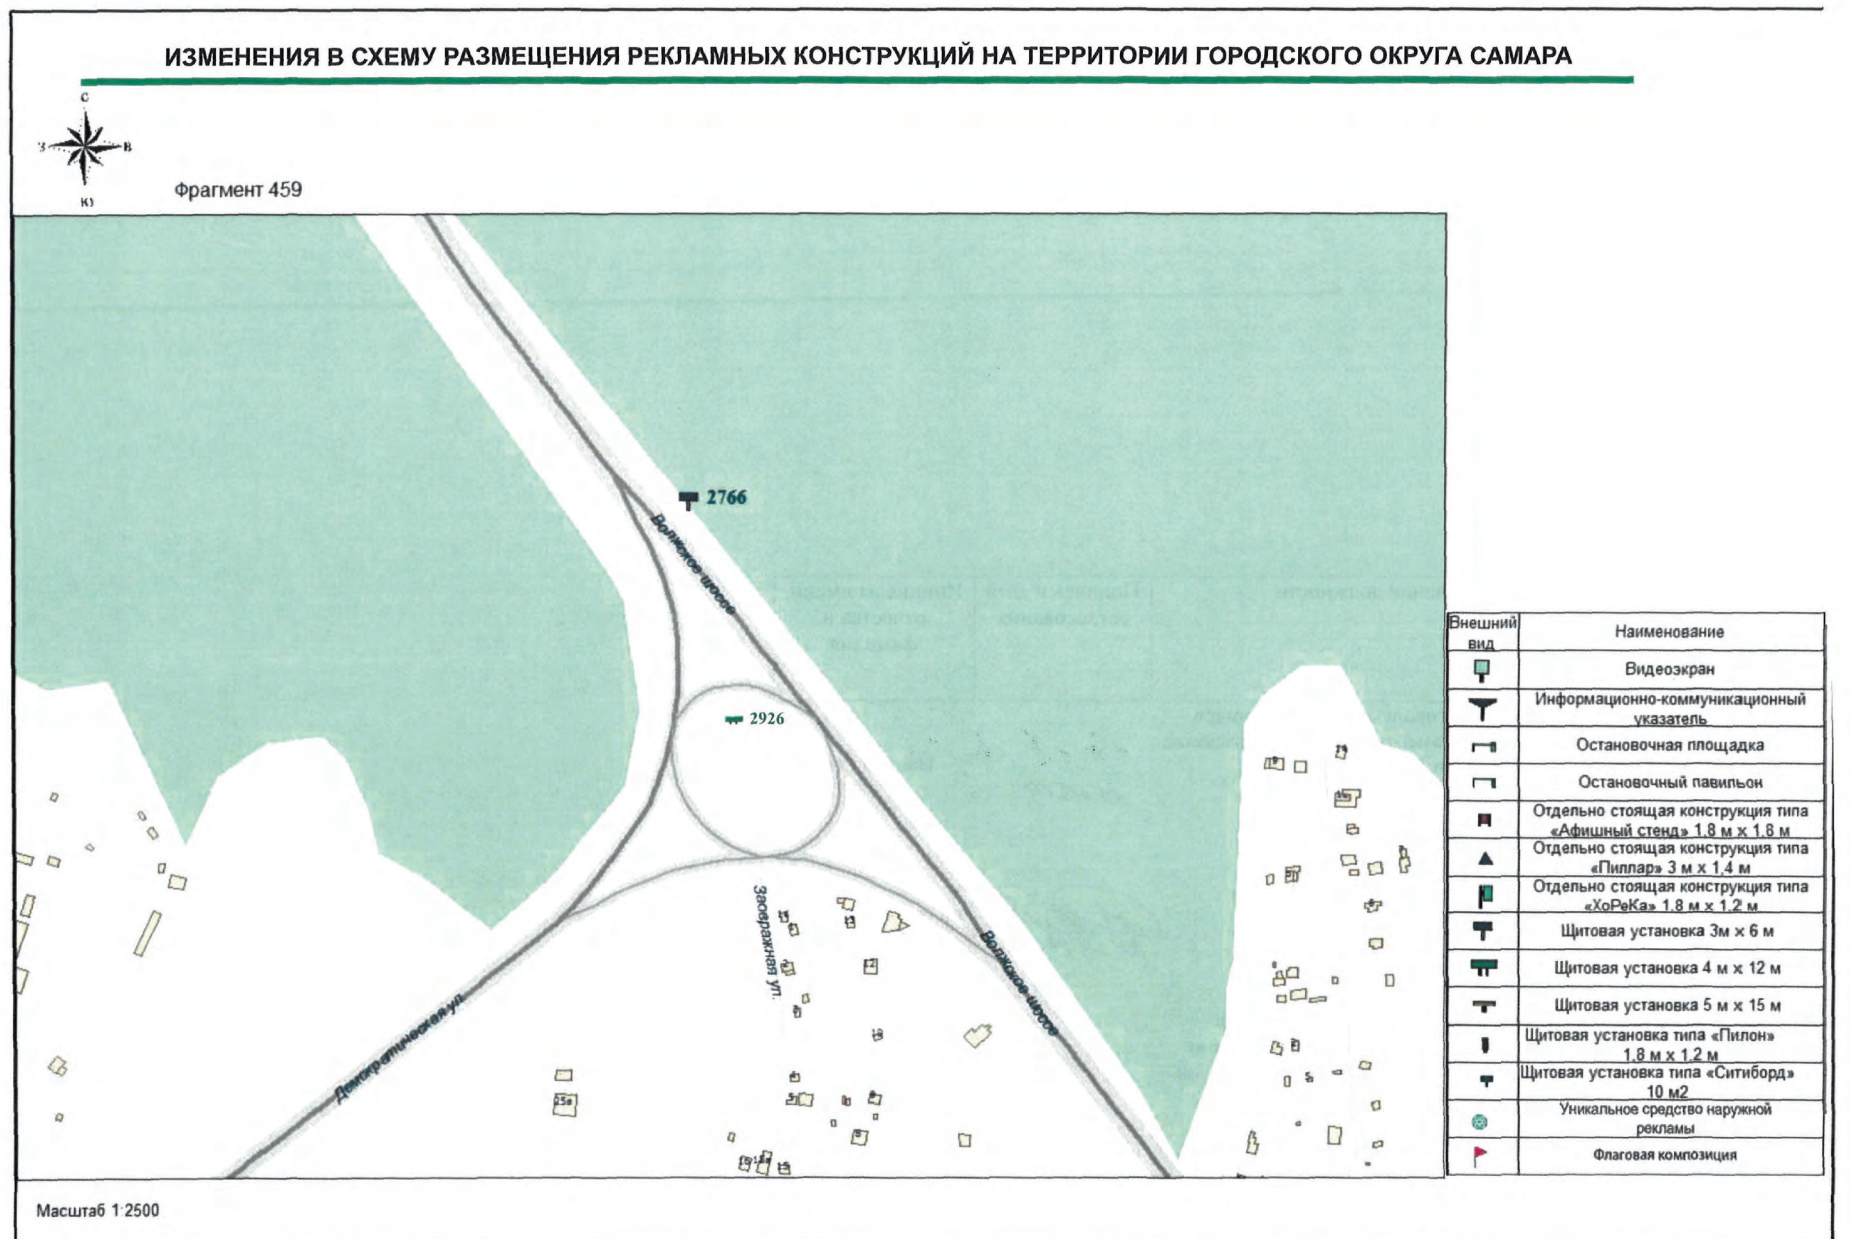 ИЗМЕНЕНИЯ В СХЕМУ РАЗМЕЩЕНИЯ РЕКЛАМНЫХ КОНСТРУКЦИЙ НА ТЕРРИТОРИИ ГОРОДСКОГО ОКРУГА САМАРА
С
З
В
Ю
Фрагмент 459
2766
Волжское шоссе
2926
Заовражная ул.
Волжское шоссе
Демократическая ул.
13
12
25а
Внешний
вид
Наименование
Видеоэкран
Информационно-коммуникационный
указатель
Остановочная площадка
Остановочный павильон
Отдельно стоящая конструкция типа
«Афишный стенд» 1.8 м х 1.8 м
Отдельно стоящая конструкция типа
«Пиллар» 3 м х 1,4 м
Отдельно стоящая конструкция типа
«ХоРеКа» 1.8 м х 1.2 м
Щитовая установка 3м х 6 м
Щитовая установка 4 м х 12 м
Щитовая установка 5 м х 15 м
Щитовая установка типа «Пилон»
1.8 м х 1.2 м
Щитовая установка типа «Ситиборд»
10 м2
Уникальное средство наружной
рекламы
Флаговая композиция
Масштаб 1:2500